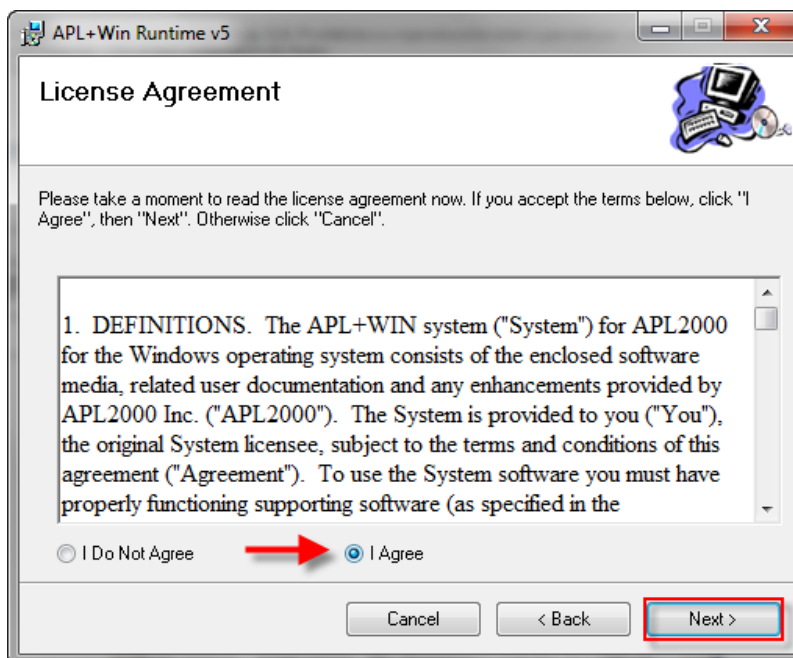 APL+Win Runtime v5
License Agreement
Please take a moment to read the license agreement now. If you accept the terms below, click "I
Agree", then "Next". Otherwise click "Cancel".
1. DEFINITIONS. The APL+WIN system ("System") for APL2000
for the Windows operating system consists of the enclosed software
media, related user documentation and any enhancements provided by
APL2000 Inc. ("APL2000"). The System is provided to you ("You"),
the original System licensee, subject to the terms and conditions of this
agreement ("Agreement"). To use the System software you must have
properly functioning supporting software (as specified in the
I Do Not Agree I Agree
Cancel < Back Next >